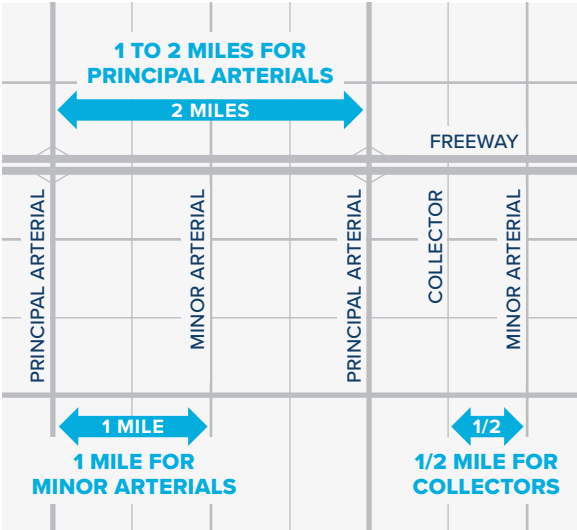 1 TO 2 MILES FOR
PRINCIPAL ARTERIALS
2 MILES
FREEWAY
PRINCIPAL ARTERIAL
MINOR ARTERIAL
PRINCIPAL ARTERIAL
COLLECTOR
MINOR ARTERIAL
1 MILE
1/2
1 MILE FOR
MINOR ARTERIALS
1/2 MILE FOR
COLLECTORS